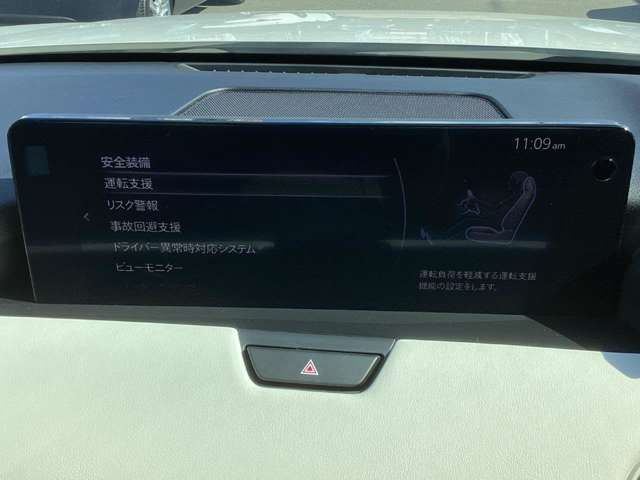 11:09 am
安全装備
運転支援
リスク警報
事故回避支援
ドライバー異常時対応システム
ビューモニター
運転負荷を軽減する運転支援
機能の設定をします。